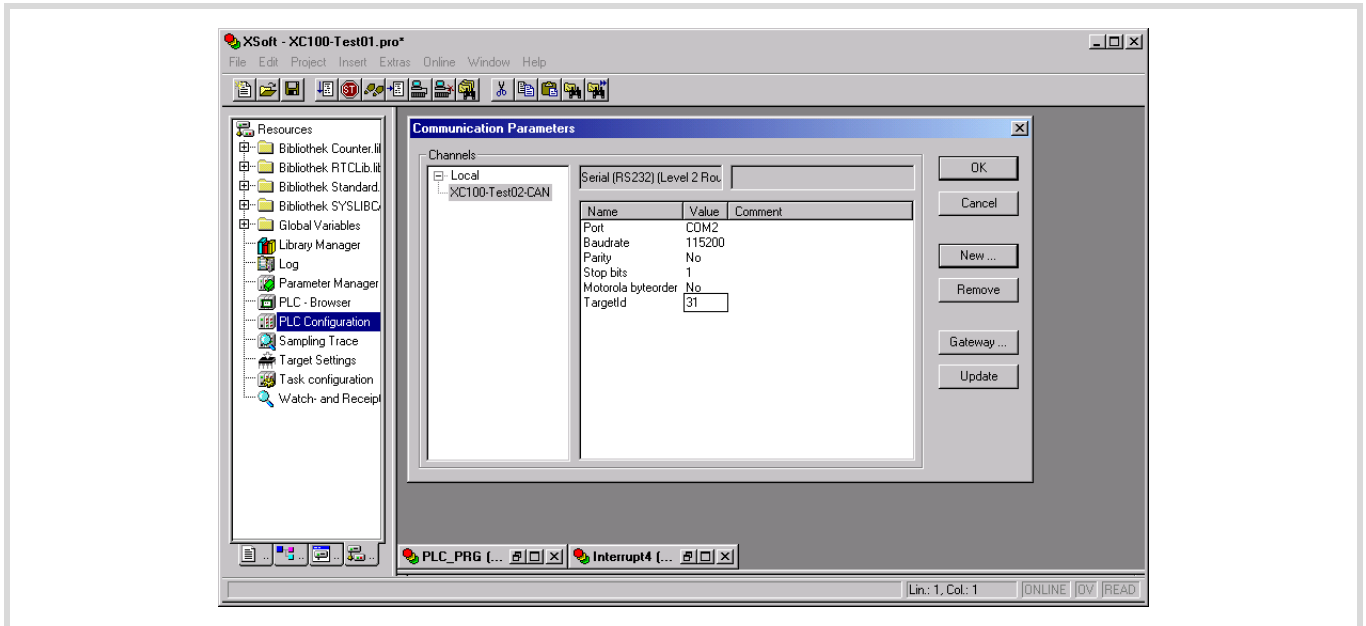 XSoft - XC100-Test01.pro*
File Edit Project Insert Extras Online Window Help
Resources
Bibliothek Counter.lil
Bibliothek RTCLib.lib
Bibliothek Standard.
Bibliothek SYSLIBC
Global Variables
Library Manager
Log
Parameter Manager
PLC - Browser
PLC Configuration
Sampling Trace
Target Settings
Task configuration
Watch- and Receipt
Communication Parameters
Channels
Local
XC100-Test02-CAN
Serial (RS232) (Level 2 Rou
Name Value Comment
Port COM2
Baudrate 115200
Parity No
Stop bits 1
Motorola byteorder No
TargetId 31
OK
Cancel
New ...
Remove
Gateway ...
Update
PLC_PRG (... Interrupt4 (...
Lin.: 1, Col.: 1 ONLINE OV READ